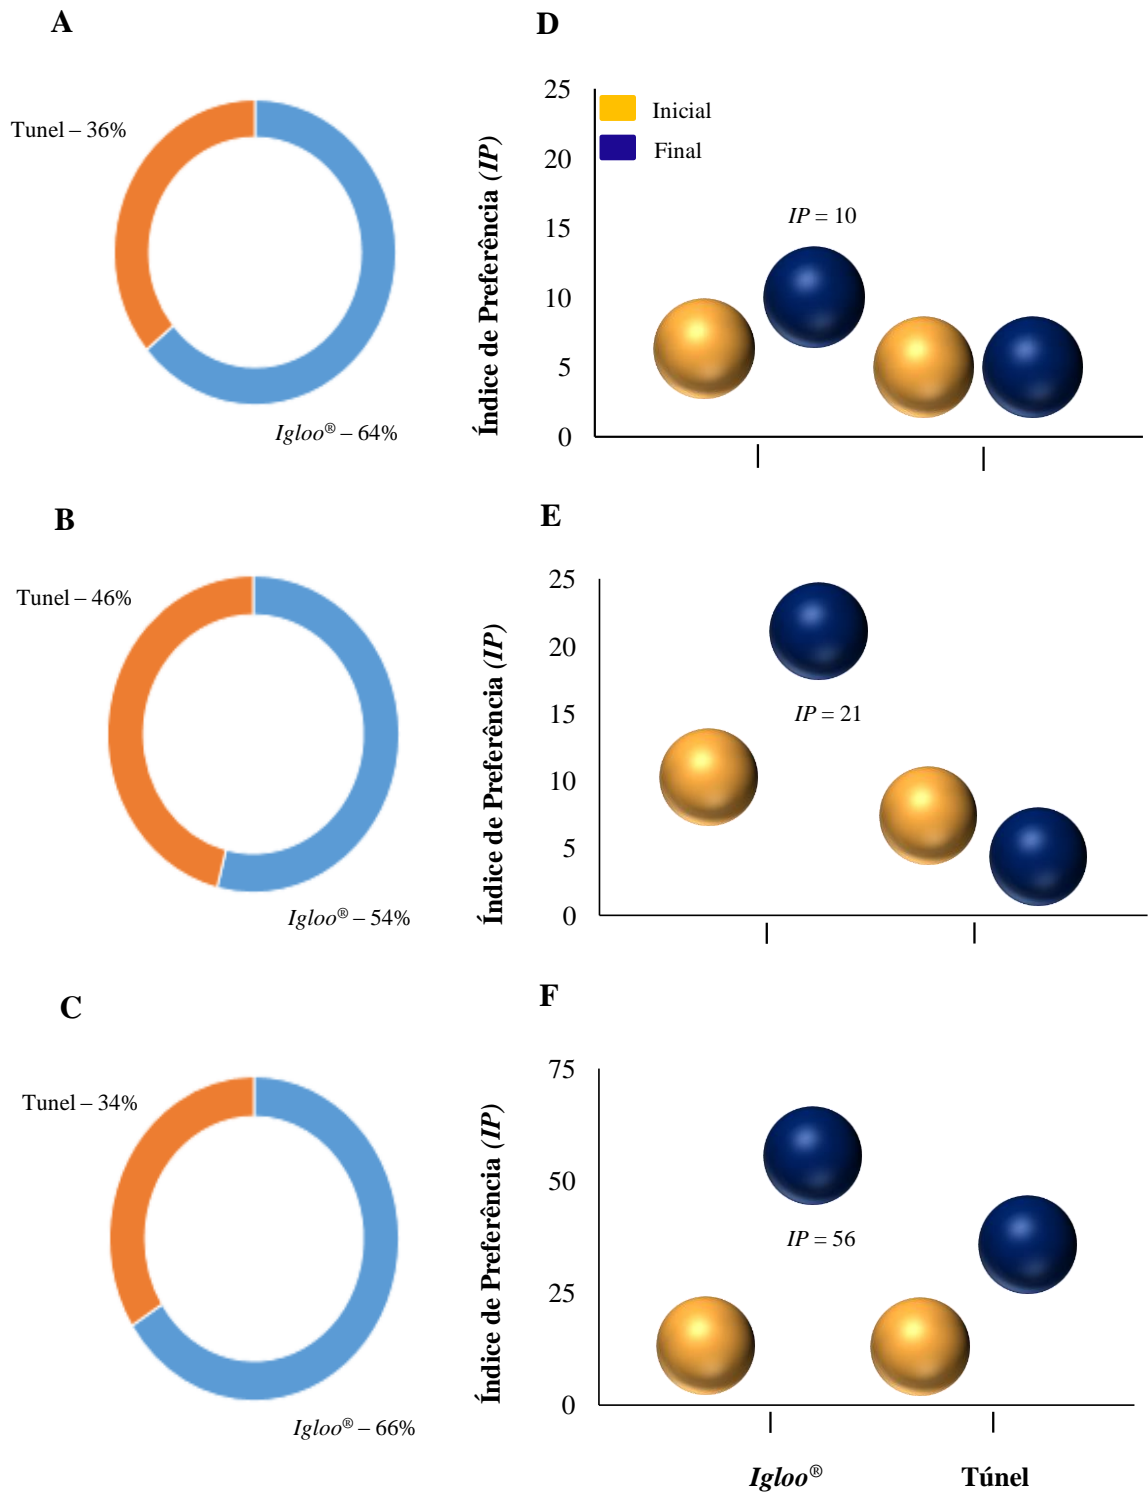 A
Tunel – 36%
Igloo® – 64%
D
25
20
15
10
5
0
Índice de Preferência (IP)
Inicial
Final
IP = 10
B
Tunel – 46%
Igloo® – 54%
E
25
20
15
10
5
0
Índice de Preferência (IP)
IP = 21
C
Tunel – 34%
Igloo® – 66%
F
75
50
25
0
Índice de Preferência (IP)
IP = 56
Igloo®
Túnel